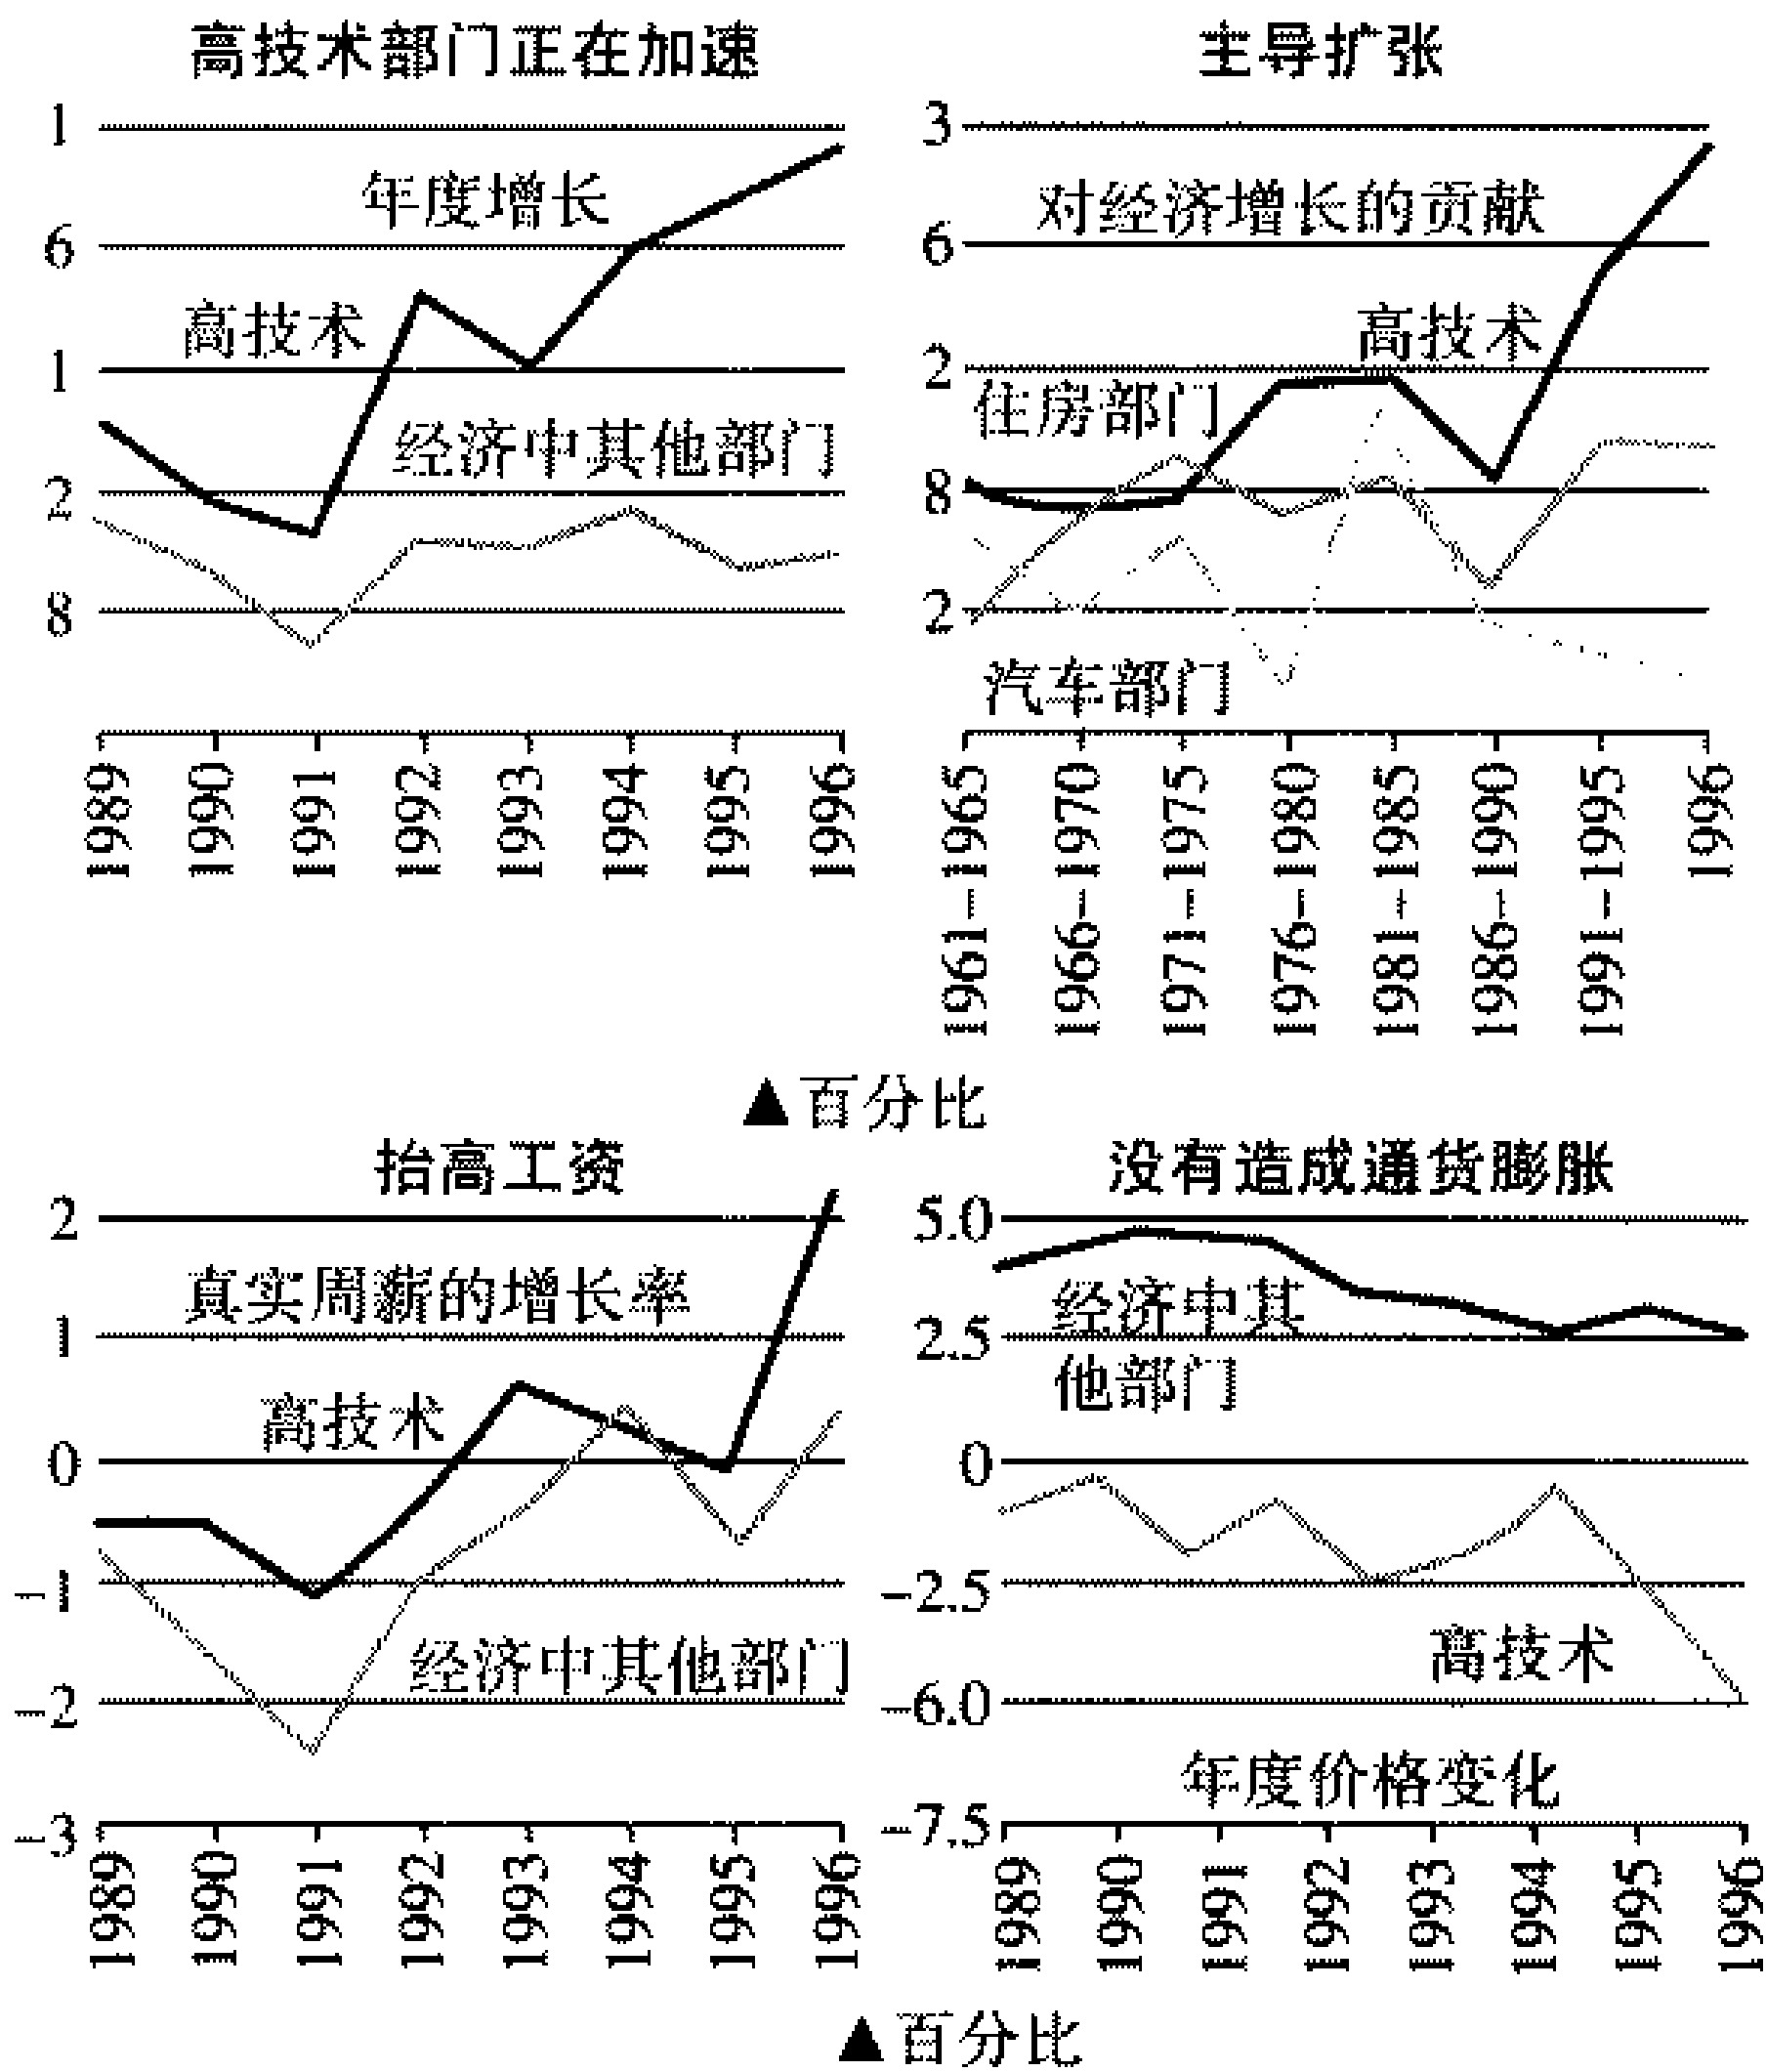 高技术部门正在加速
1
年度增长
6
高技术
1
经济中其他部门
2
8
1989 1990 1991 1992 1993 1994 1995 1996
主导扩张
3
对经济增长的贡献
6
高技术
2
住房部门
8
2
汽车部门
1961-1965 1966-1970 1971-1975 1976-1980 1981-1985 1986-1990 1991-1995 1996
▲百分比
抬高工资
2
真实周薪的增长率
1
高技术
0
-1
经济中其他部门
-2
-3
1989 1990 1991 1992 1993 1994 1995 1996
没有造成通货膨胀
5.0
经济中其
2.5
他部门
0
-2.5
高技术
-6.0
年度价格变化
-7.5
1989 1990 1991 1992 1993 1994 1995 1996
▲百分比